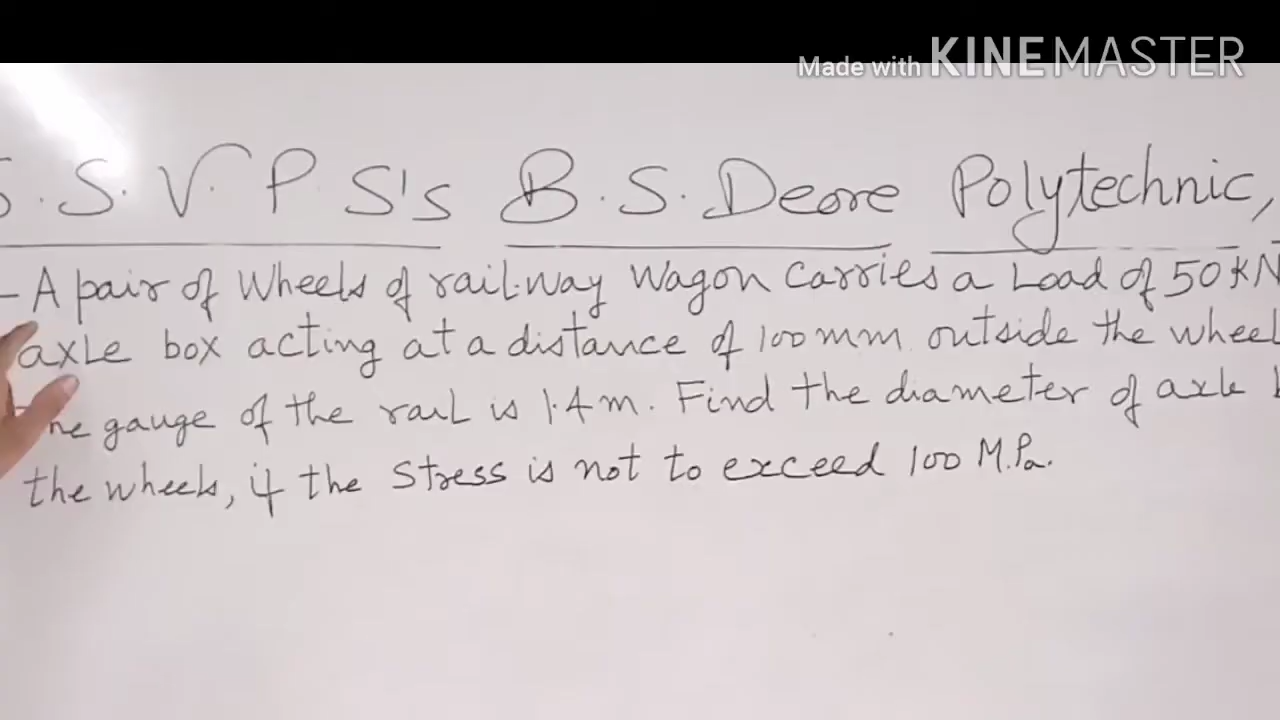 Made with KINEMASTER
S. S. V. P. S's B. S. Deore Polytechnic,
- A pair of Wheels of rail-way Wagon Carries a Load of 50 KN
axle box acting at a distance of 100 mm outside the wheel
gauge of the rail is 1.4 m. Find the diameter of axle
the wheels, if the stress is not to exceed 100 M.Pa.